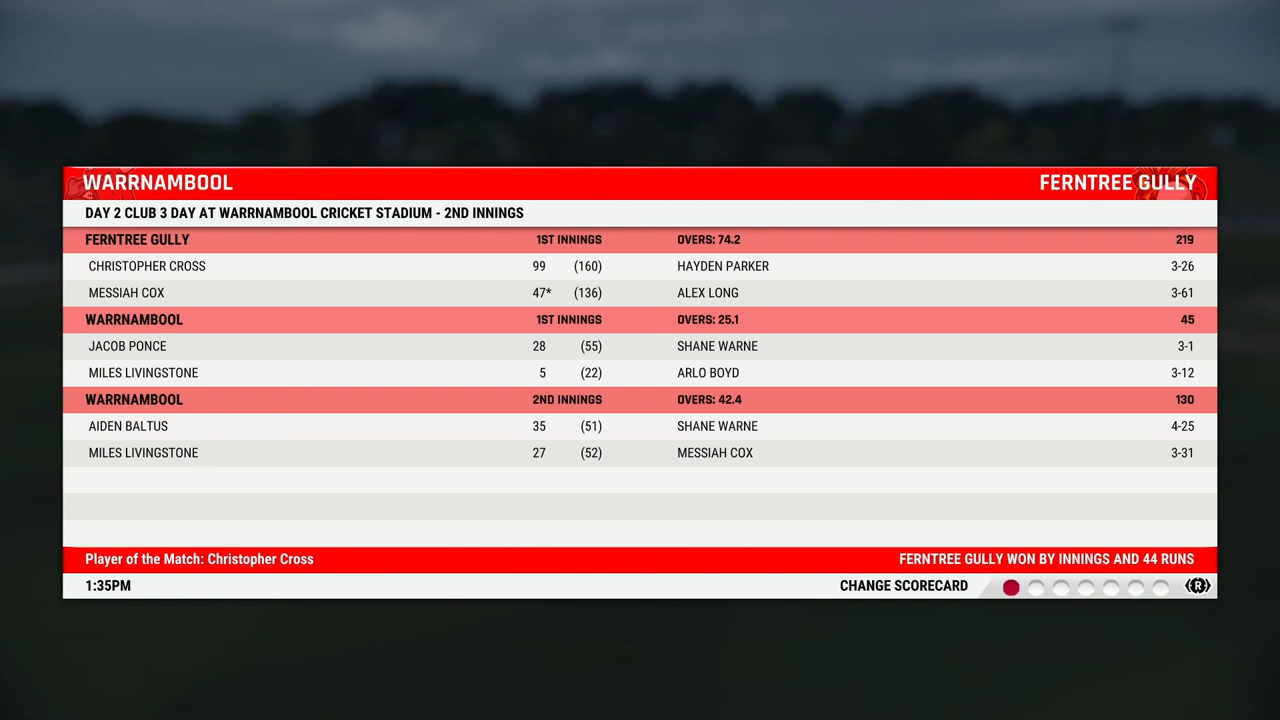 WARRNAMBOOL FERNTREE GULLY
DAY 2 CLUB 3 DAY AT WARRNAMBOOL CRICKET STADIUM - 2ND INNINGS
FERNTREE GULLY 1ST INNINGS OVERS: 74.2 219
CHRISTOPHER CROSS 99 (160) HAYDEN PARKER 3-26
MESSIAH COX 47* (136) ALEX LONG 3-61
WARRNAMBOOL 1ST INNINGS OVERS: 25.1 45
JACOB PONCE 28 (55) SHANE WARNE 3-1
MILES LIVINGSTONE 5 (22) ARLO BOYD 3-12
WARRNAMBOOL 2ND INNINGS OVERS: 42.4 130
AIDEN BALTUS 35 (51) SHANE WARNE 4-25
MILES LIVINGSTONE 27 (52) MESSIAH COX 3-31
Player of the Match: Christopher Cross FERNTREE GULLY WON BY INNINGS AND 44 RUNS
1:35PM CHANGE SCORECARD R